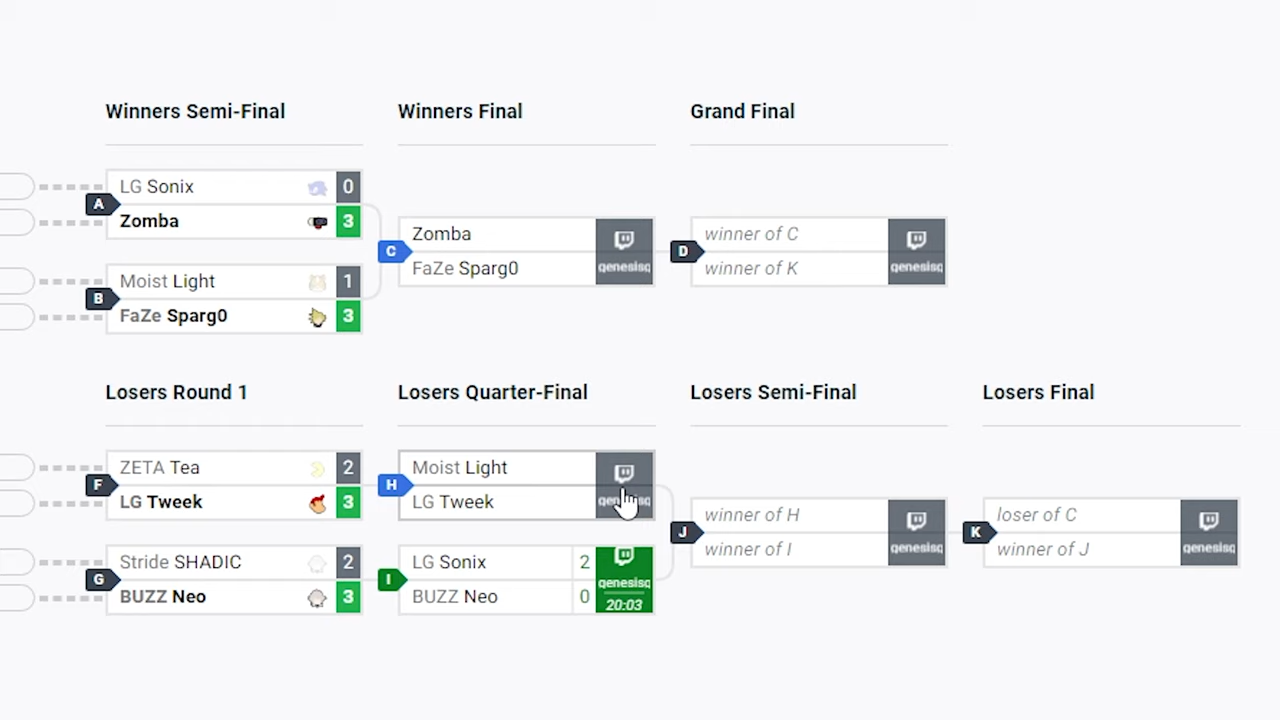 Winners Semi-Final
Winners Final
Grand Final
A
LG Sonix 0
Zomba 3
B
Moist Light 1
FaZe Sparg0 3
C
Zomba
FaZe Sparg0
genesisq
D
winner of C
winner of K
genesisq
Losers Round 1
Losers Quarter-Final
Losers Semi-Final
Losers Final
F
ZETA Tea 2
LG Tweek 3
G
Stride SHADIC 2
BUZZ Neo 3
H
Moist Light
LG Tweek
I
LG Sonix 2
BUZZ Neo 0
genesisq
20:03
J
winner of H
winner of I
genesisq
K
loser of C
winner of J
genesisq